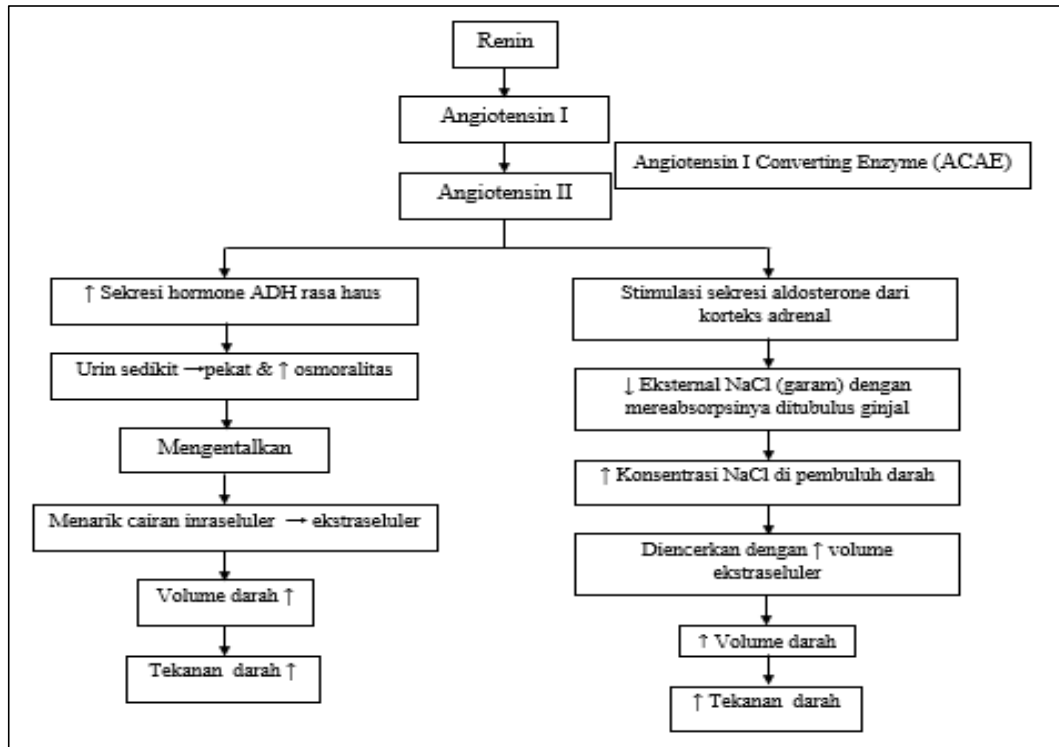 Renin
Angiotensin I
Angiotensin I Converting Enzyme (ACAE)
Angiotensin II
↑ Sekresi hormone ADH rasa haus
Urin sedikit →pekat & ↑ osmoralitas
Mengentalkan
Menarik cairan inraseluler → ekstraseluler
Volume darah ↑
Tekanan darah ↑
Stimulasi sekresi aldosterone dari
korteks adrenal
↓ Eksternal NaCl (garam) dengan
mereabsorpsinya ditubulus ginjal
↑ Konsentrasi NaCl di pembuluh darah
Diencerkan dengan ↑ volume
ekstraseluler
↑ Volume darah
↑ Tekanan darah